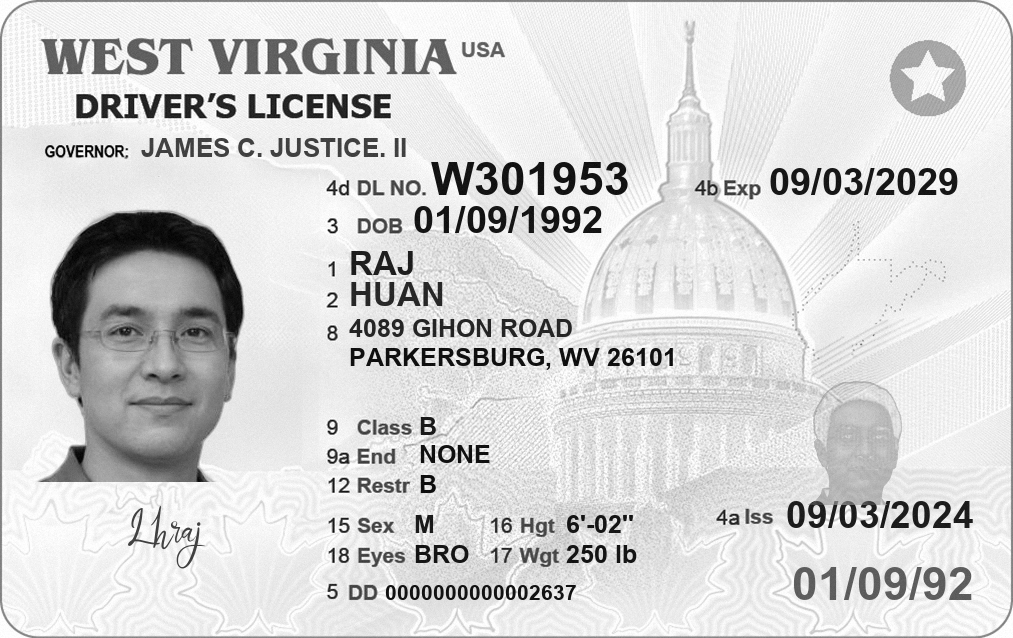 WEST VIRGINIA USA
DRIVER'S LICENSE
GOVERNOR: JAMES C. JUSTICE. II
4d DL NO. W301953 4b Exp 09/03/2029
3 DOB 01/09/1992
1 RAJ
2 HUAN
8 4089 GIHON ROAD
PARKERSBURG, WV 26101
9 Class B
9a End NONE
12 Restr B
15 Sex M 16 Hgt 6'-02" 4a Iss 09/03/2024
18 Eyes BRO 17 Wgt 250 lb
5 DD 0000000000002637 01/09/92